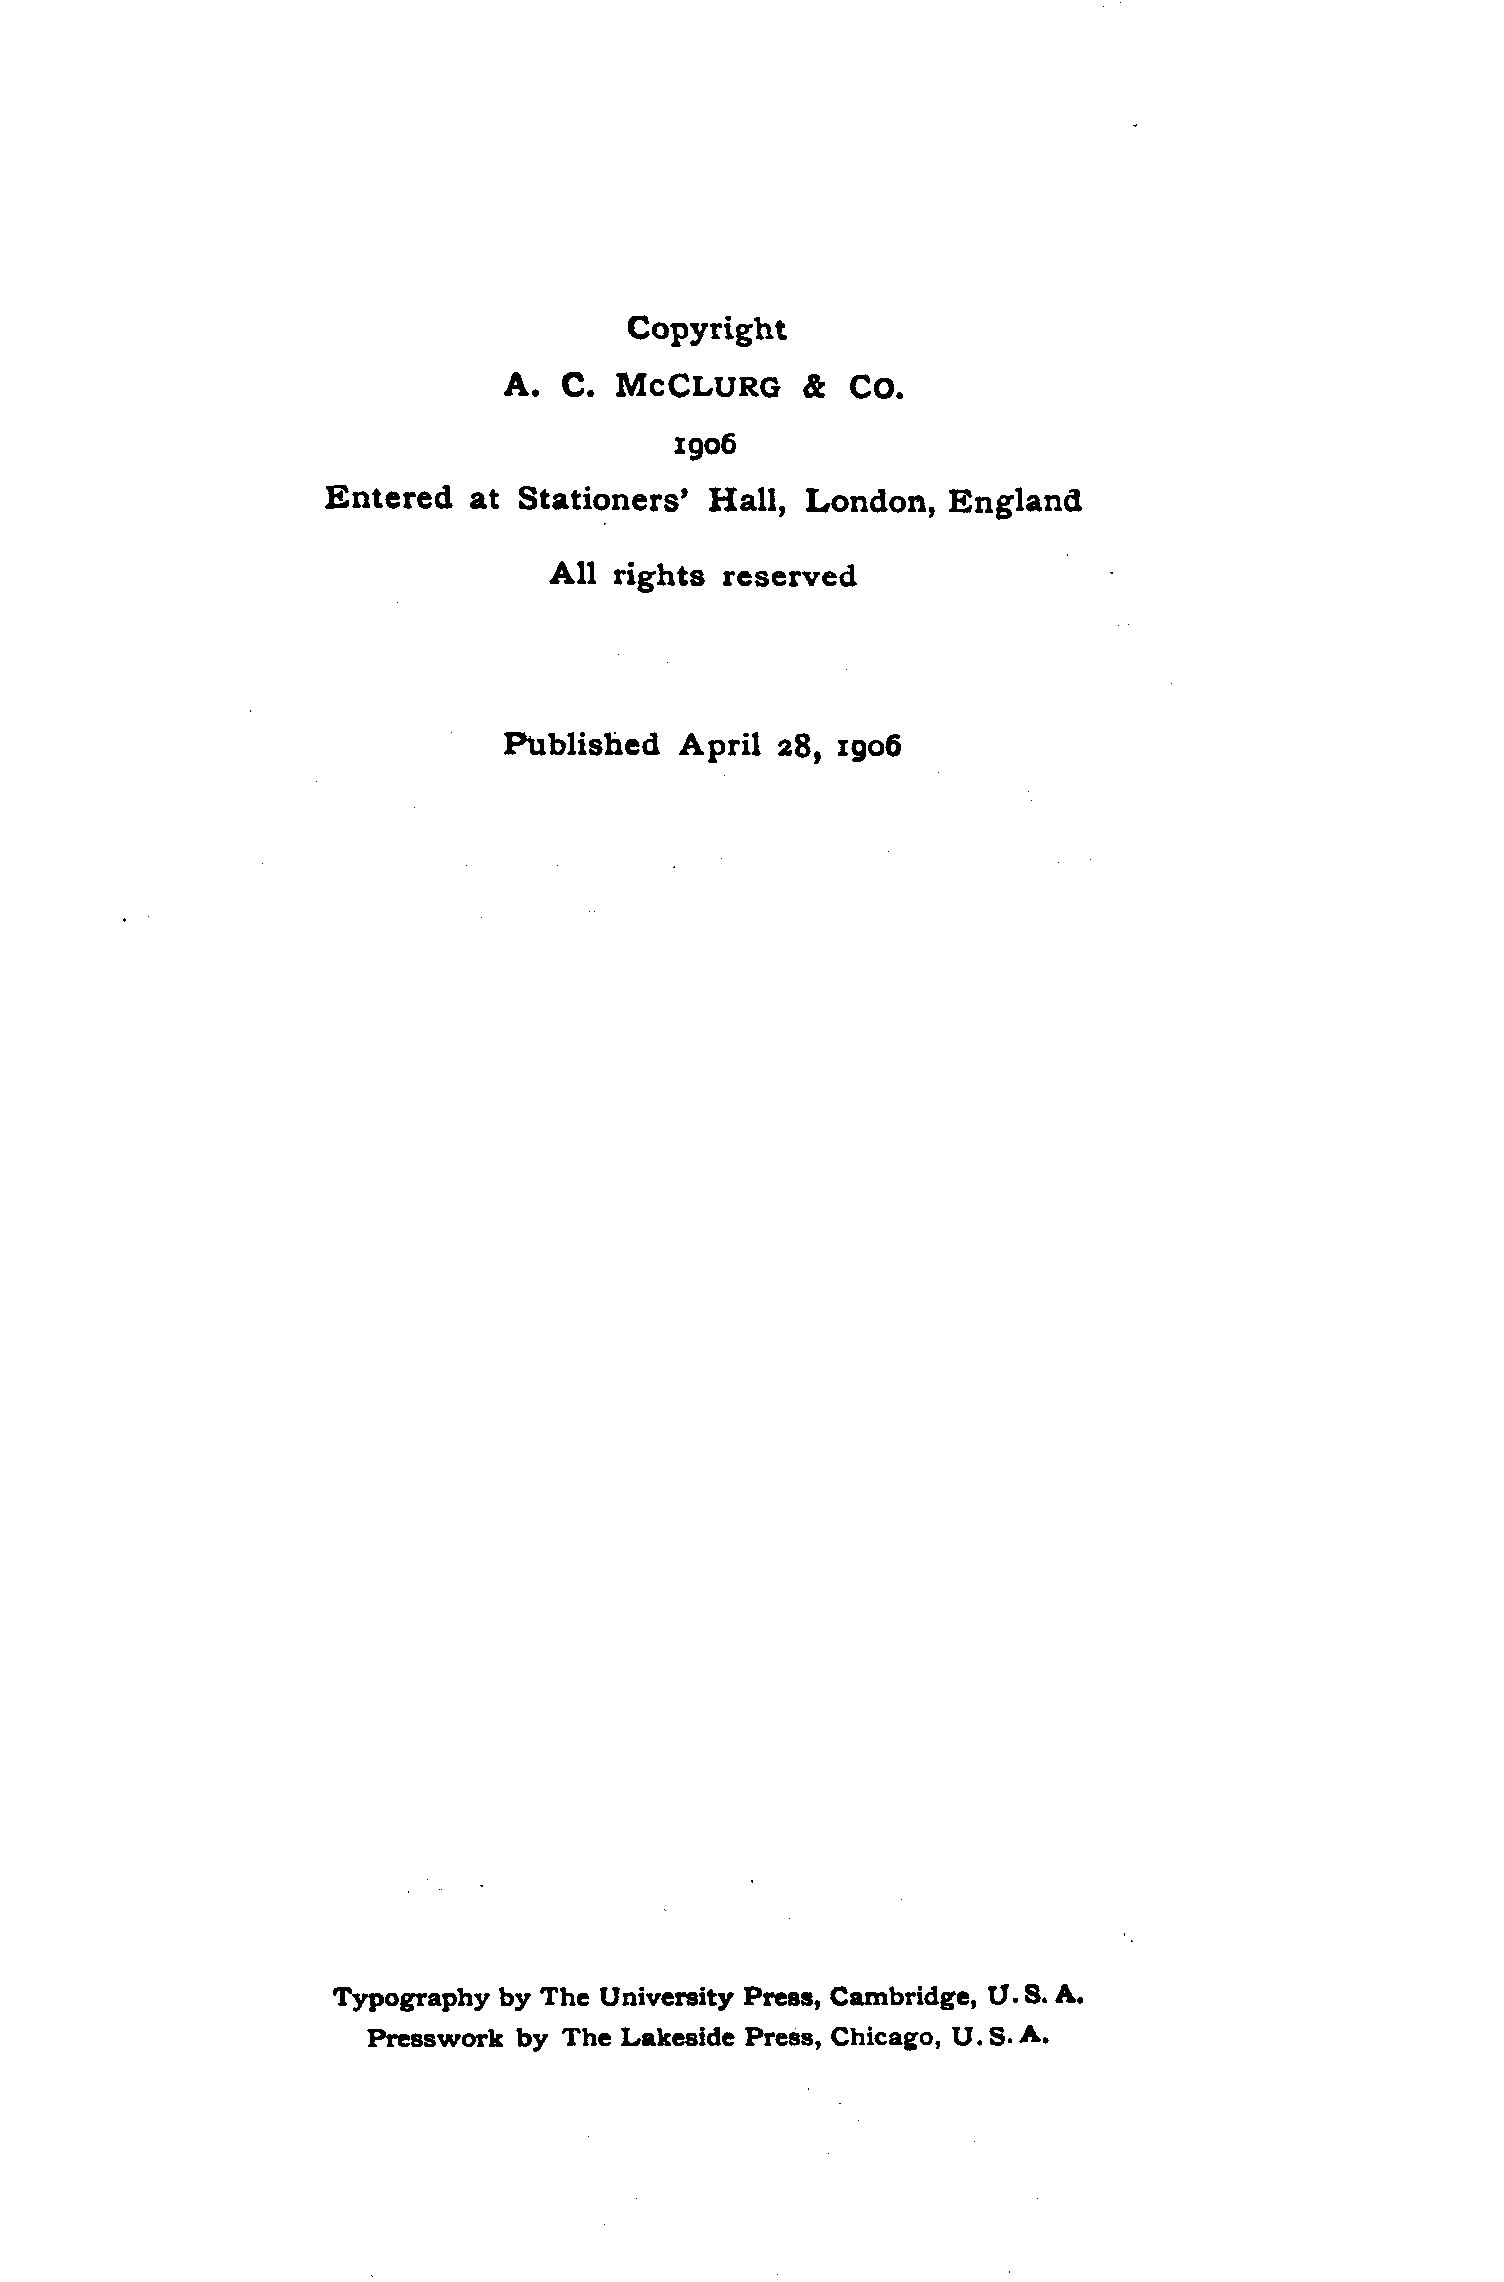 Copyright
A. C. McCLURG & CO.
1906
Entered at Stationers' Hall, London, England
All rights reserved
Published April 28, 1906
Typography by The University Press, Cambridge, U. S. A.
Presswork by The Lakeside Press, Chicago, U. S. A.